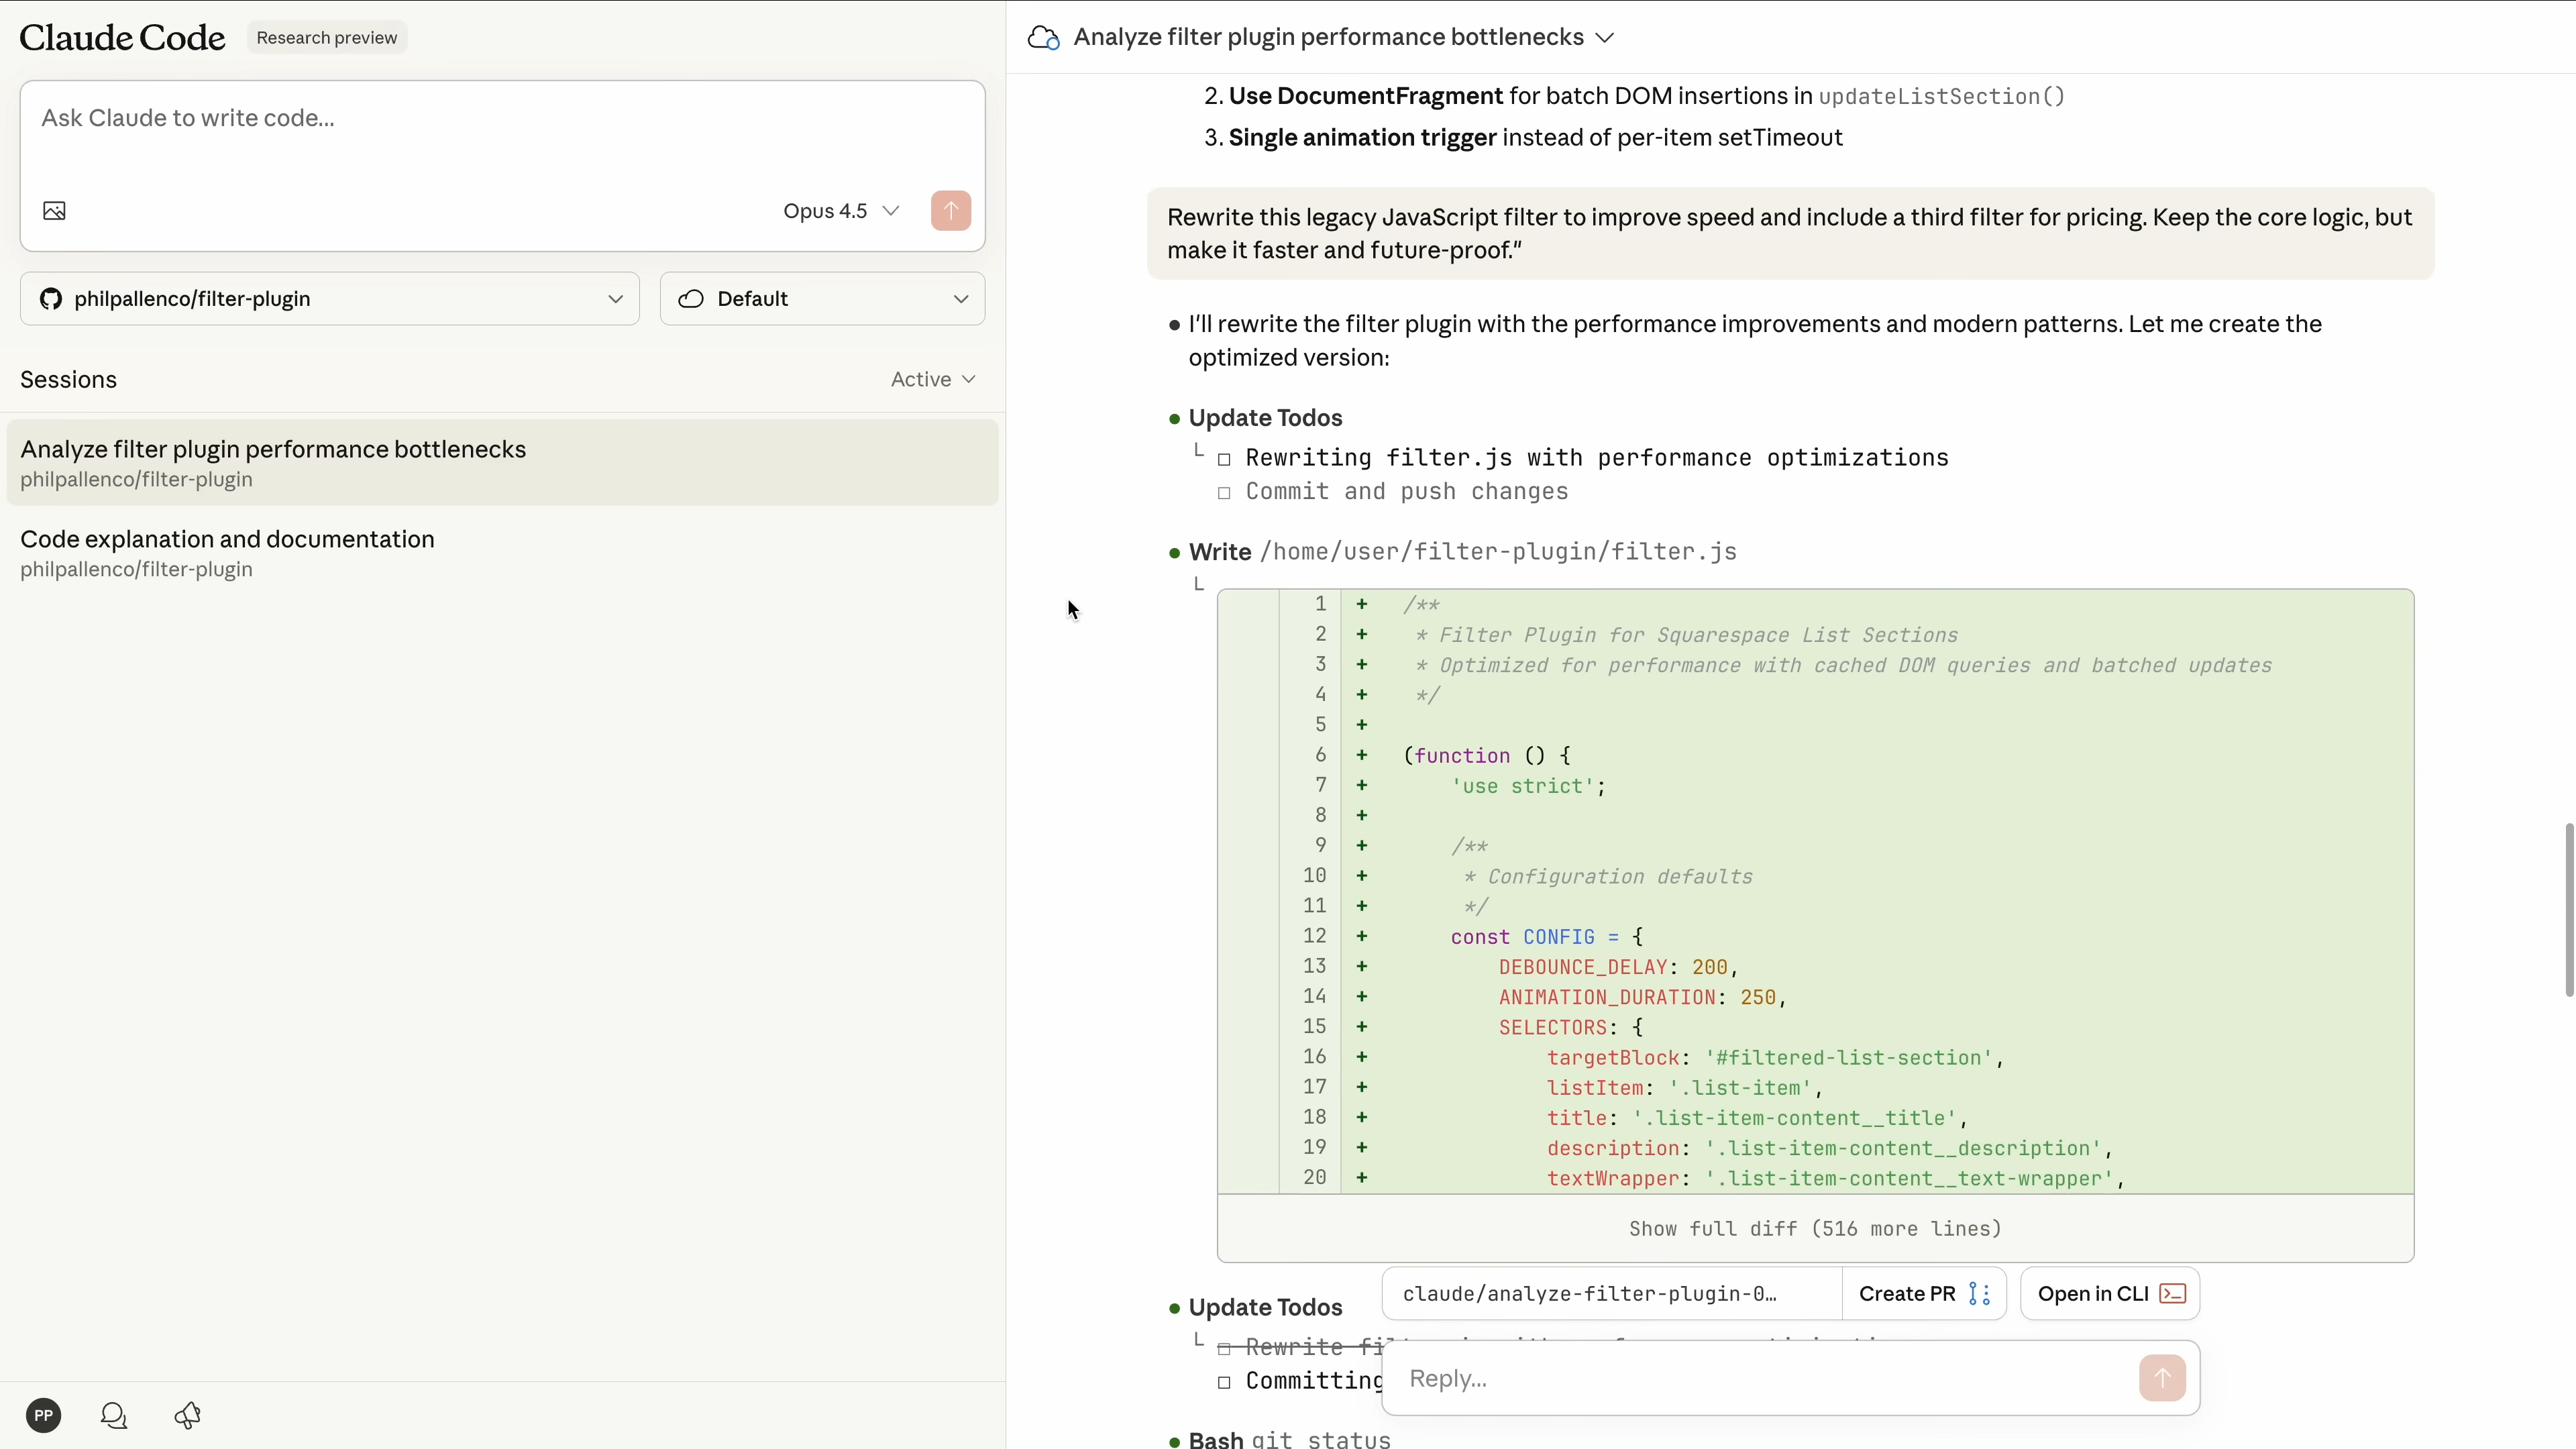 Claude Code
Research preview
Ask Claude to write code...
Opus 4.5
philpallenco/filter-plugin
Default
Sessions
Active
Analyze filter plugin performance bottlenecks
philpallenco/filter-plugin
Code explanation and documentation
philpallenco/filter-plugin
PP
Analyze filter plugin performance bottlenecks
2. Use DocumentFragment for batch DOM insertions in updateListSection()
3. Single animation trigger instead of per-item setTimeout
Rewrite this legacy JavaScript filter to improve speed and include a third filter for pricing. Keep the core logic, but
make it faster and future-proof."
I'll rewrite the filter plugin with the performance improvements and modern patterns. Let me create the
optimized version:
Update Todos
Rewriting filter.js with performance optimizations
Commit and push changes
Write /home/user/filter-plugin/filter.js
1 + /**
2 + * Filter Plugin for Squarespace List Sections
3 + * Optimized for performance with cached DOM queries and batched updates
4 + */
5 +
6 + (function () {
7 + 'use strict';
8 +
9 + /**
10 + * Configuration defaults
11 + */
12 + const CONFIG = {
13 + DEBOUNCE_DELAY: 200,
14 + ANIMATION_DURATION: 250,
15 + SELECTORS: {
16 + targetBlock: '#filtered-list-section',
17 + listItem: '.list-item',
18 + title: '.list-item-content__title',
19 + description: '.list-item-content__description',
20 + textWrapper: '.list-item-content__text-wrapper',
Show full diff (516 more lines)
claude/analyze-filter-plugin-0…
Create PR
Open in CLI
Update Todos
Rewrite
Committing
Reply...
Bash git status